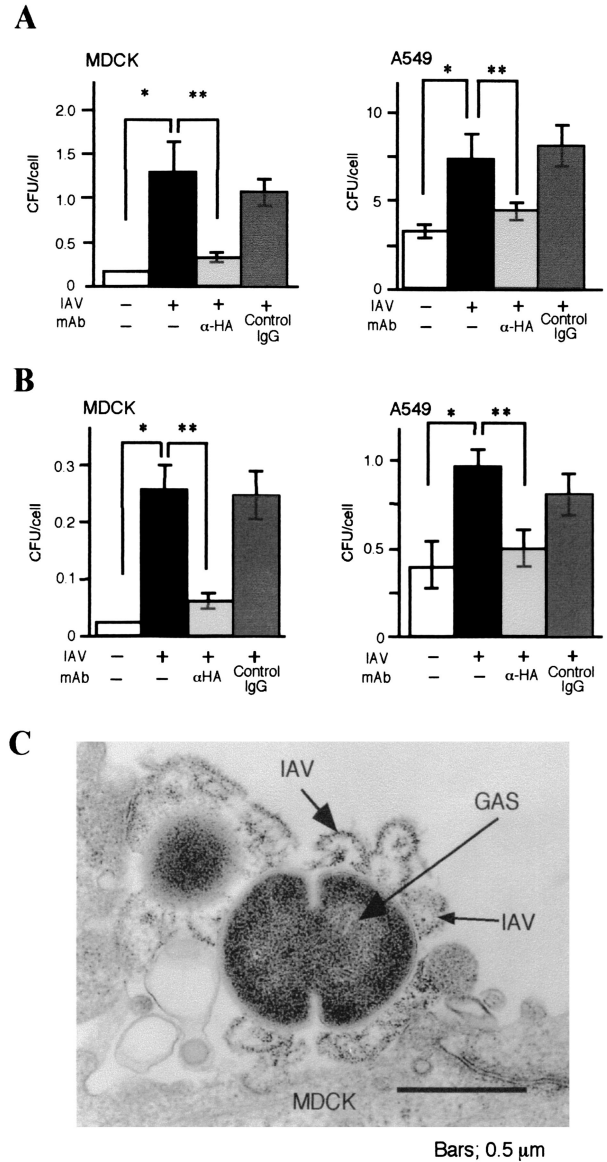 A
MDCK
A549
* **
* **
CFU/cell
2.0
1.5
1.0
0.5
0
CFU/cell
10
5
0
IAV − + + +
mAb − − α-HA Control IgG
IAV − + + +
mAb − − α-HA Control IgG
B
MDCK
A549
* **
* **
CFU/cell
0.3
0.2
0.1
0
CFU/cell
1.0
0.5
0
IAV − + + +
mAb − − αHA Control IgG
IAV − + + +
mAb − − α-HA Control IgG
C
IAV
GAS
IAV
MDCK
Bars; 0.5 µm